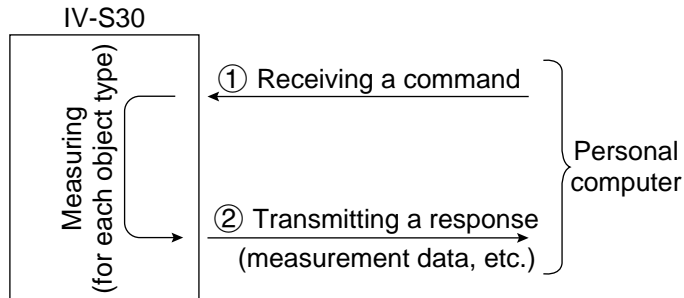 IV-S30
Measuring
(for each object type)
① Receiving a command
② Transmitting a response
(measurement data, etc.)
Personal
computer